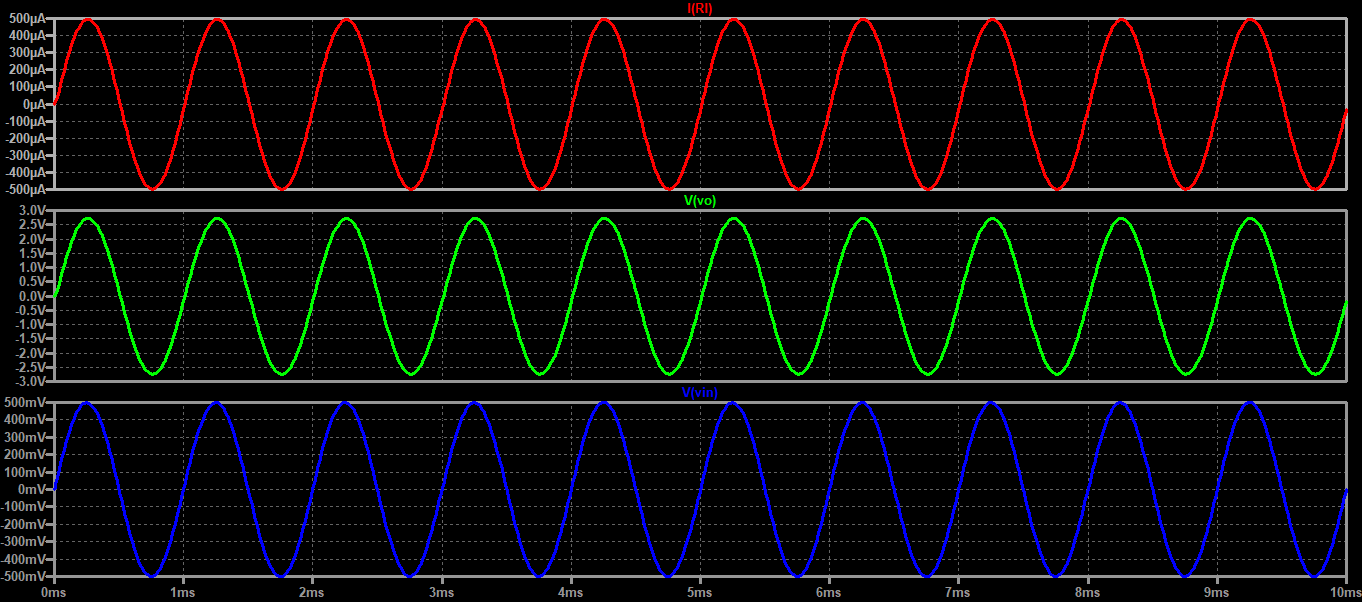 I(Rl)
500µA
400µA
300µA
200µA
100µA
0µA
-100µA
-200µA
-300µA
-400µA
-500µA
V(vo)
3.0V
2.5V
2.0V
1.5V
1.0V
0.5V
0.0V
-0.5V
-1.0V
-1.5V
-2.0V
-2.5V
-3.0V
V(vin)
500mV
400mV
300mV
200mV
100mV
0mV
-100mV
-200mV
-300mV
-400mV
-500mV
0ms 1ms 2ms 3ms 4ms 5ms 6ms 7ms 8ms 9ms 10ms